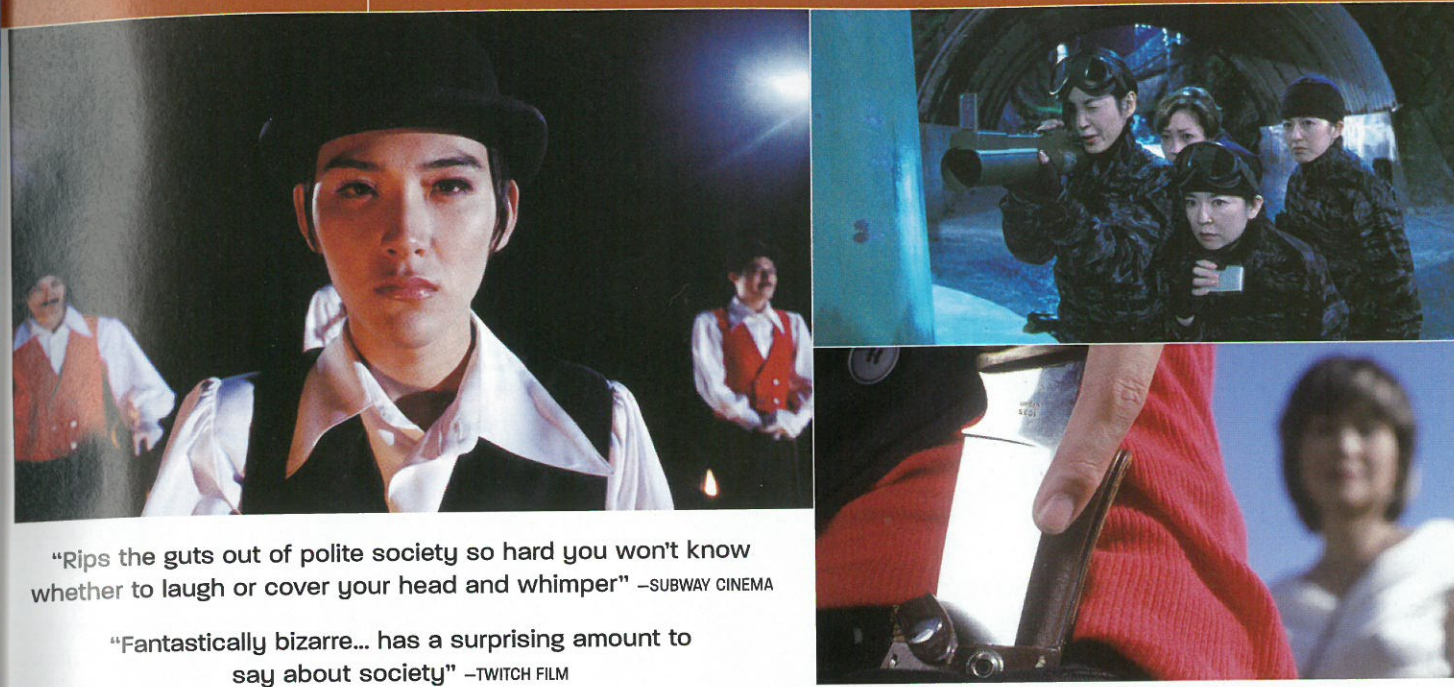 “Rips the guts out of polite society so hard you won’t know
whether to laugh or cover your head and whimper” –SUBWAY CINEMA
“Fantastically bizarre... has a surprising amount to
say about society” –TWITCH FILM